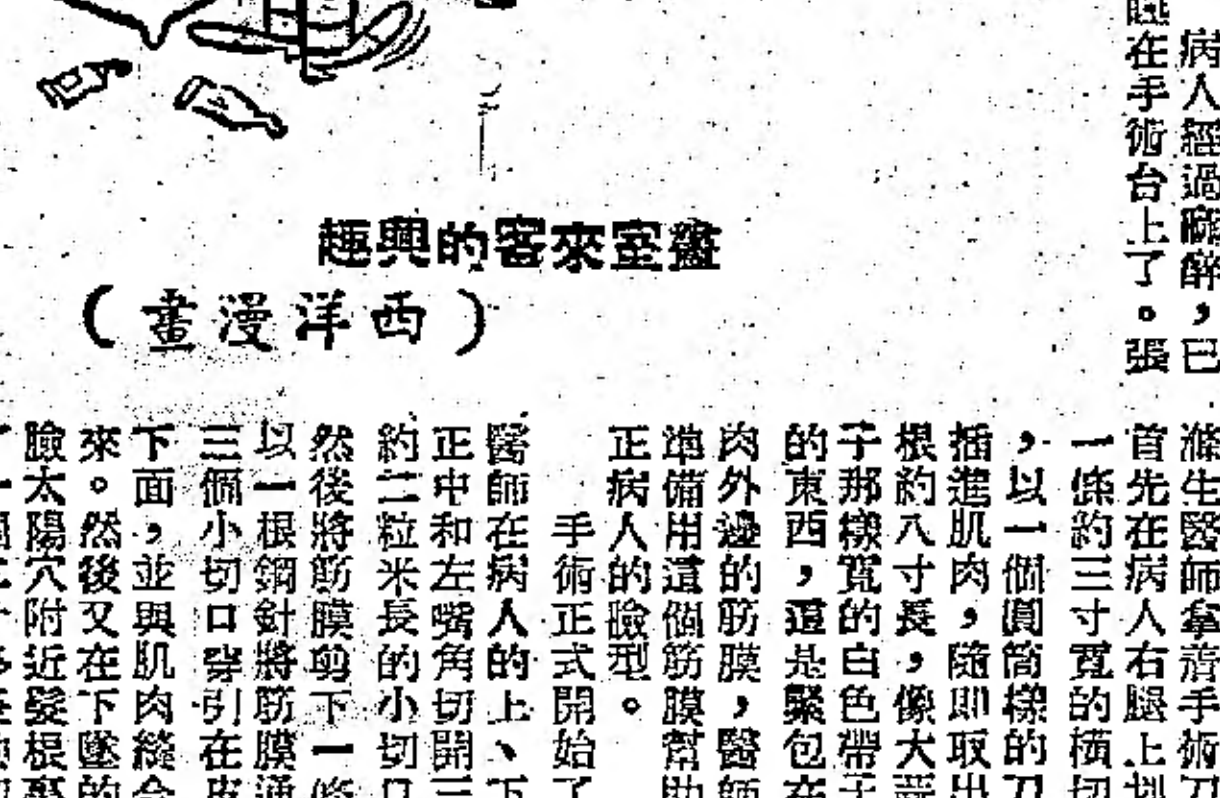 病人經過痲醉，已
睡在手術台上了。張
滌生醫師拿著手術刀
首先在病人右腿上划
一條約三寸寬的橫切
，以一個圓筒樣的刀
插進肌肉，隨即取出
根約八寸長，像大蒜
子那樣寬的白色帶子
的東西，這是緊包在
肉外邊的筋膜，醫師
準備用這個筋膜幫助
正病人的臉型。
手術正式開始了
醫師在病人的上、下
正中和左嘴角切開三
約二粒米長的小切口
然後將筋膜剪下一條
以一根鋼針將筋膜通
三個小切口穿引在皮
下面，並與肌肉縫合
來。然後又在下墜的
臉太陽穴附近髮根裏
畫室來客的興趣
(西洋漫畫)